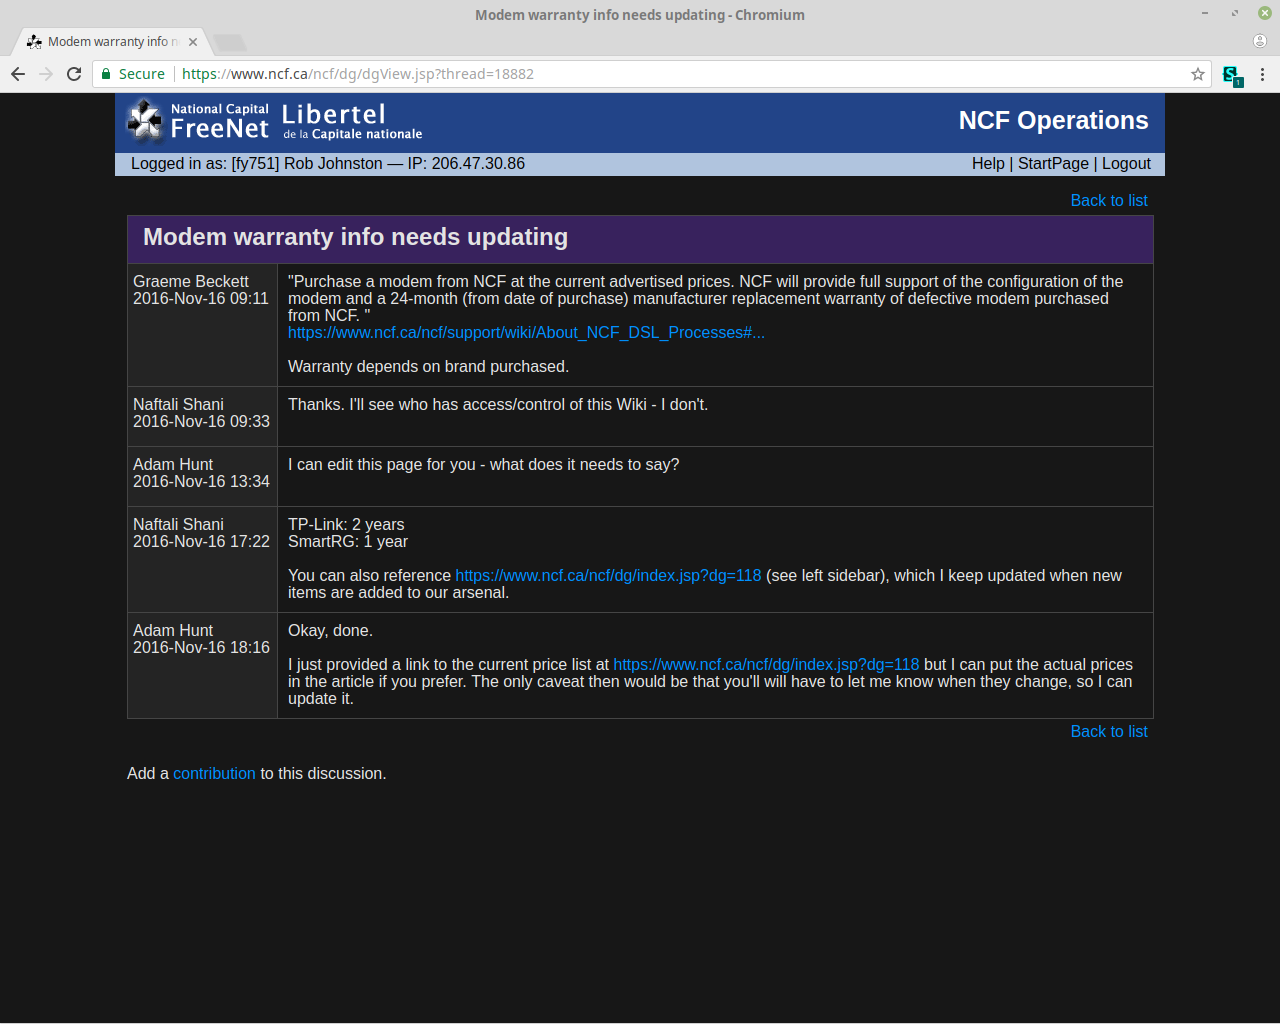 Modem warranty info needs updating - Chromium
Modem warranty info n
Secure
https://www.ncf.ca/ncf/dg/dgView.jsp?thread=18882
S
1
National Capital
FreeNet
Libertel
de la Capitale nationale
NCF Operations
Logged in as: [fy751] Rob Johnston — IP: 206.47.30.86
Help | StartPage | Logout
Back to list
Modem warranty info needs updating
Graeme Beckett
2016-Nov-16 09:11
"Purchase a modem from NCF at the current advertised prices. NCF will provide full support of the configuration of the
modem and a 24-month (from date of purchase) manufacturer replacement warranty of defective modem purchased
from NCF. "
https://www.ncf.ca/ncf/support/wiki/About_NCF_DSL_Processes#...
Warranty depends on brand purchased.
Naftali Shani
2016-Nov-16 09:33
Thanks. I'll see who has access/control of this Wiki - I don't.
Adam Hunt
2016-Nov-16 13:34
I can edit this page for you - what does it needs to say?
Naftali Shani
2016-Nov-16 17:22
TP-Link: 2 years
SmartRG: 1 year
You can also reference https://www.ncf.ca/ncf/dg/index.jsp?dg=118 (see left sidebar), which I keep updated when new
items are added to our arsenal.
Adam Hunt
2016-Nov-16 18:16
Okay, done.
I just provided a link to the current price list at https://www.ncf.ca/ncf/dg/index.jsp?dg=118 but I can put the actual prices
in the article if you prefer. The only caveat then would be that you'll will have to let me know when they change, so I can
update it.
Back to list
Add a contribution to this discussion.